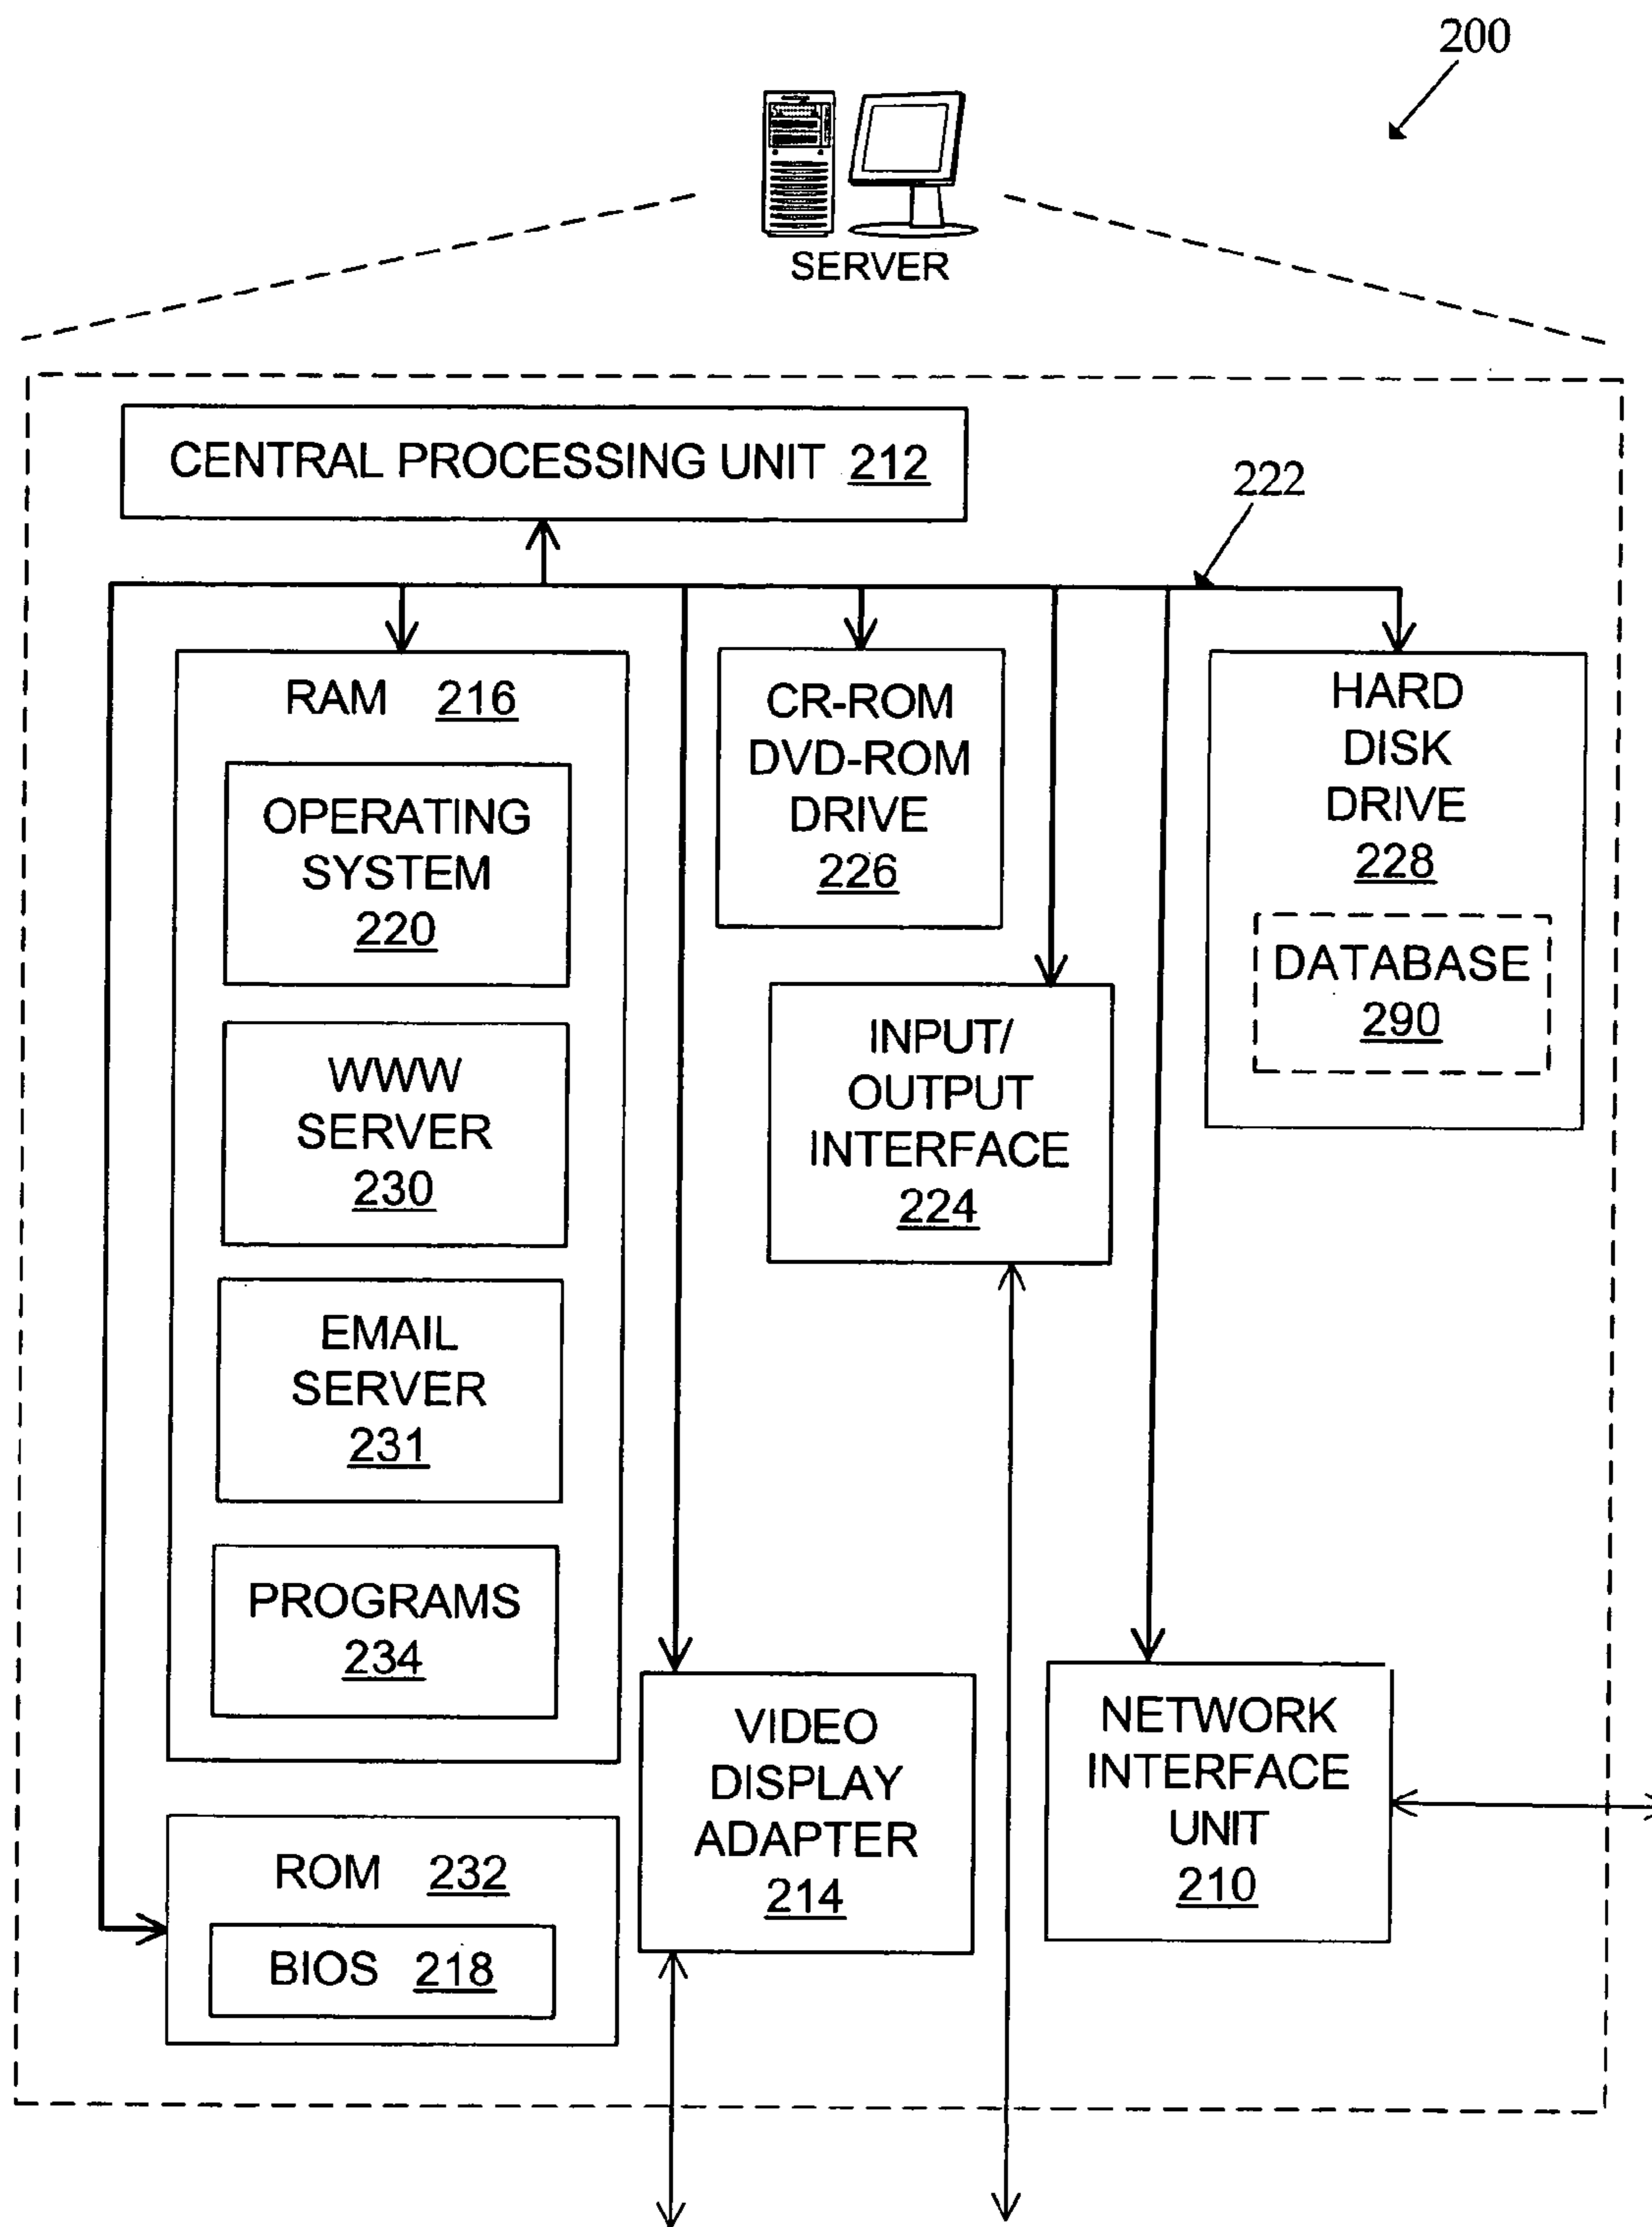 200
SERVER
CENTRAL PROCESSING UNIT 212
222
RAM 216
OPERATING
SYSTEM
220
WWW
SERVER
230
EMAIL
SERVER
231
PROGRAMS
234
ROM 232
BIOS 218
CR-ROM
DVD-ROM
DRIVE
226
INPUT/
OUTPUT
INTERFACE
224
HARD
DISK
DRIVE
228
DATABASE
290
VIDEO
DISPLAY
ADAPTER
214
NETWORK
INTERFACE
UNIT
210